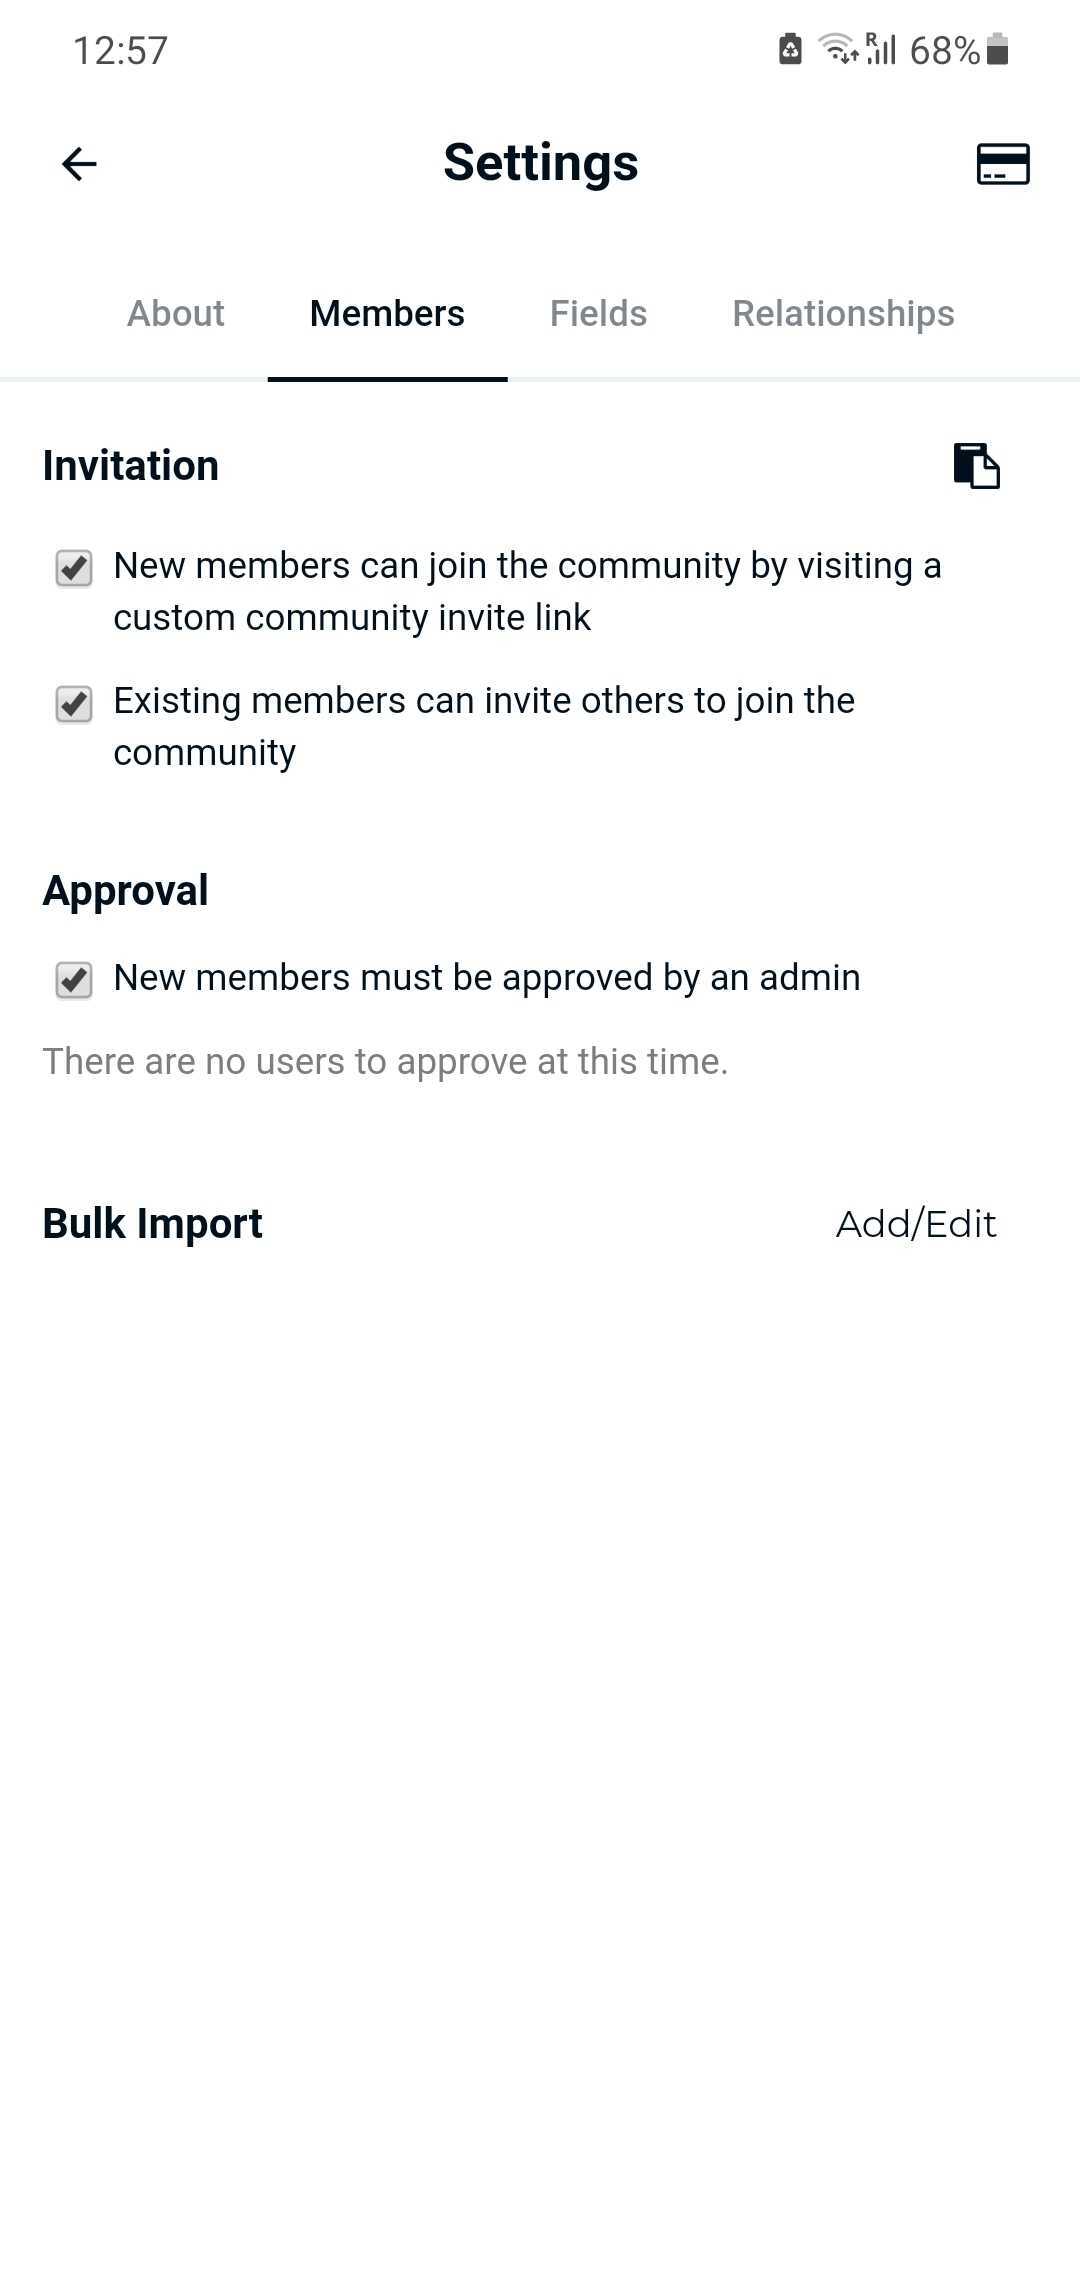 12:57
R 68%
Settings
About Members Fields Relationships
Invitation
New members can join the community by visiting a
custom community invite link
Existing members can invite others to join the
community
Approval
New members must be approved by an admin
There are no users to approve at this time.
Bulk Import Add/Edit